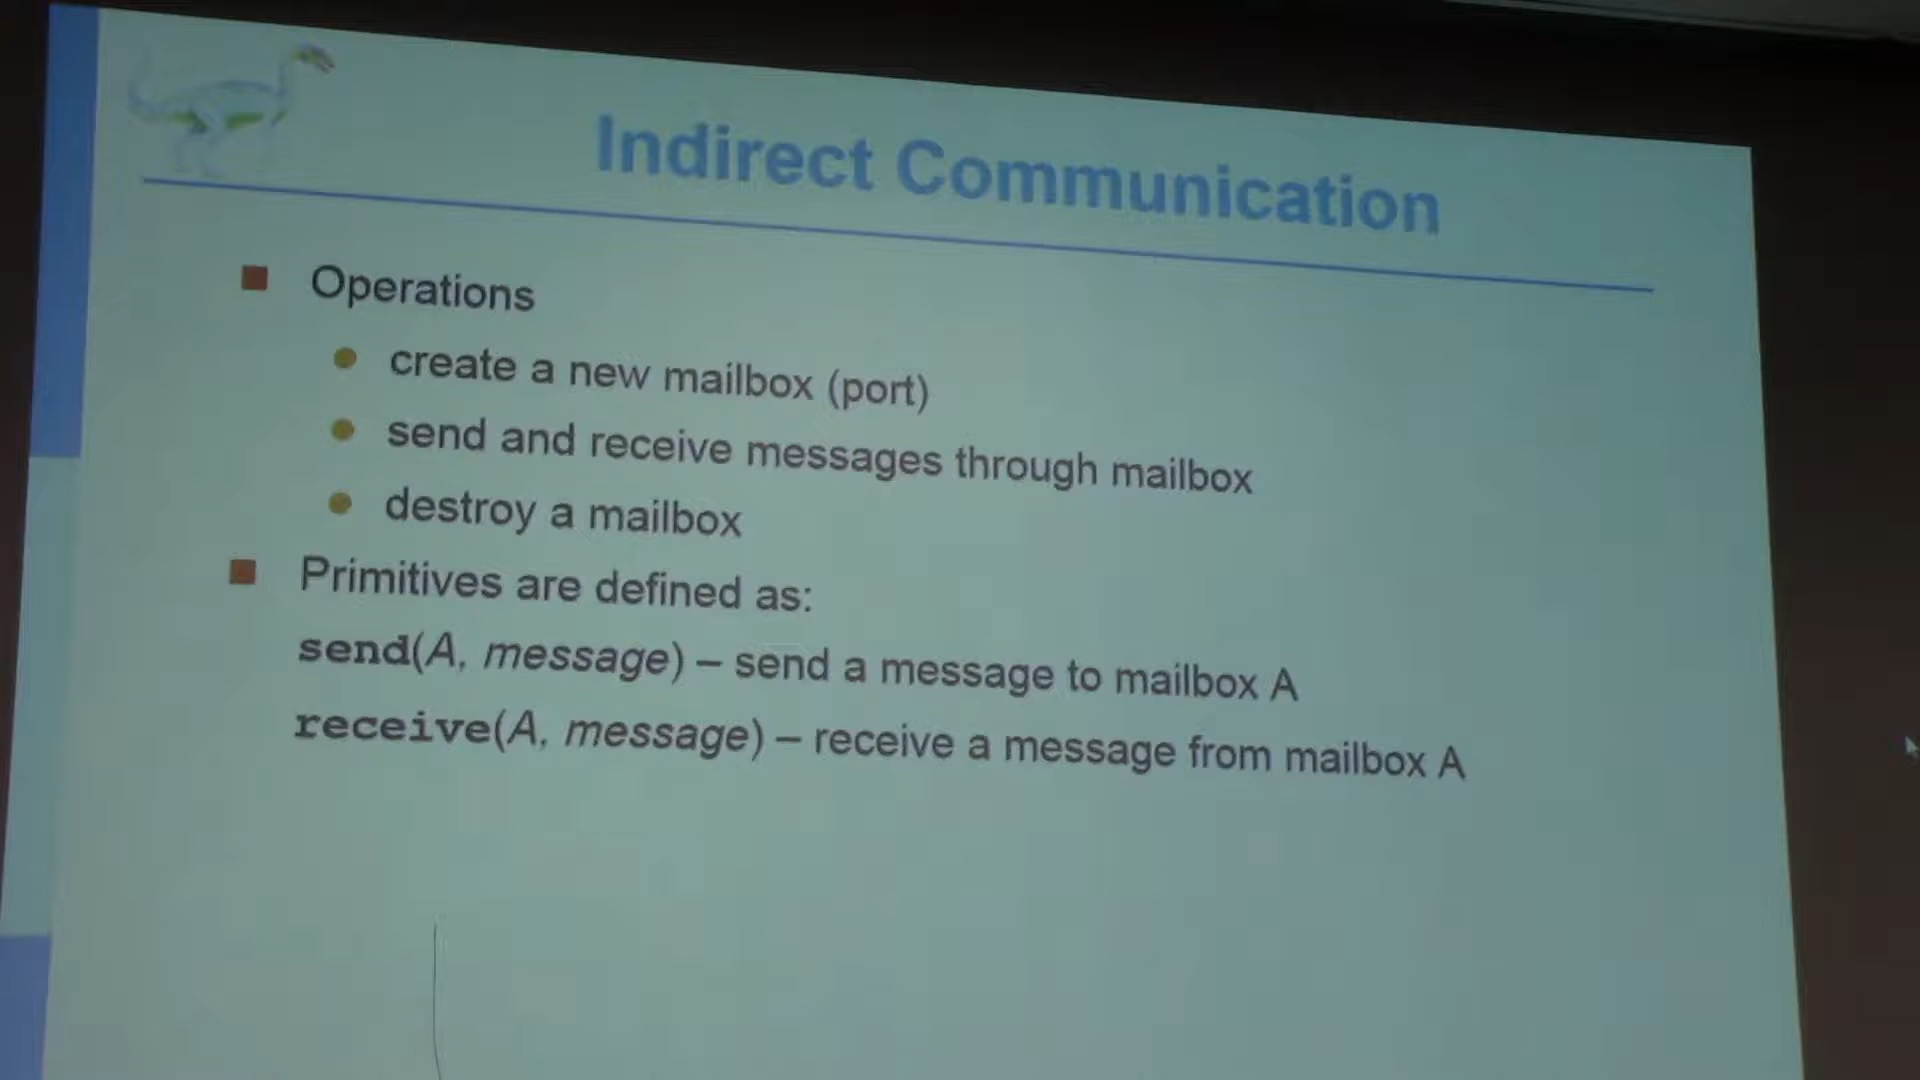 Indirect Communication
Operations
create a new mailbox (port)
send and receive messages through mailbox
destroy a mailbox
Primitives are defined as:
send(A, message) – send a message to mailbox A
receive(A, message) – receive a message from mailbox A